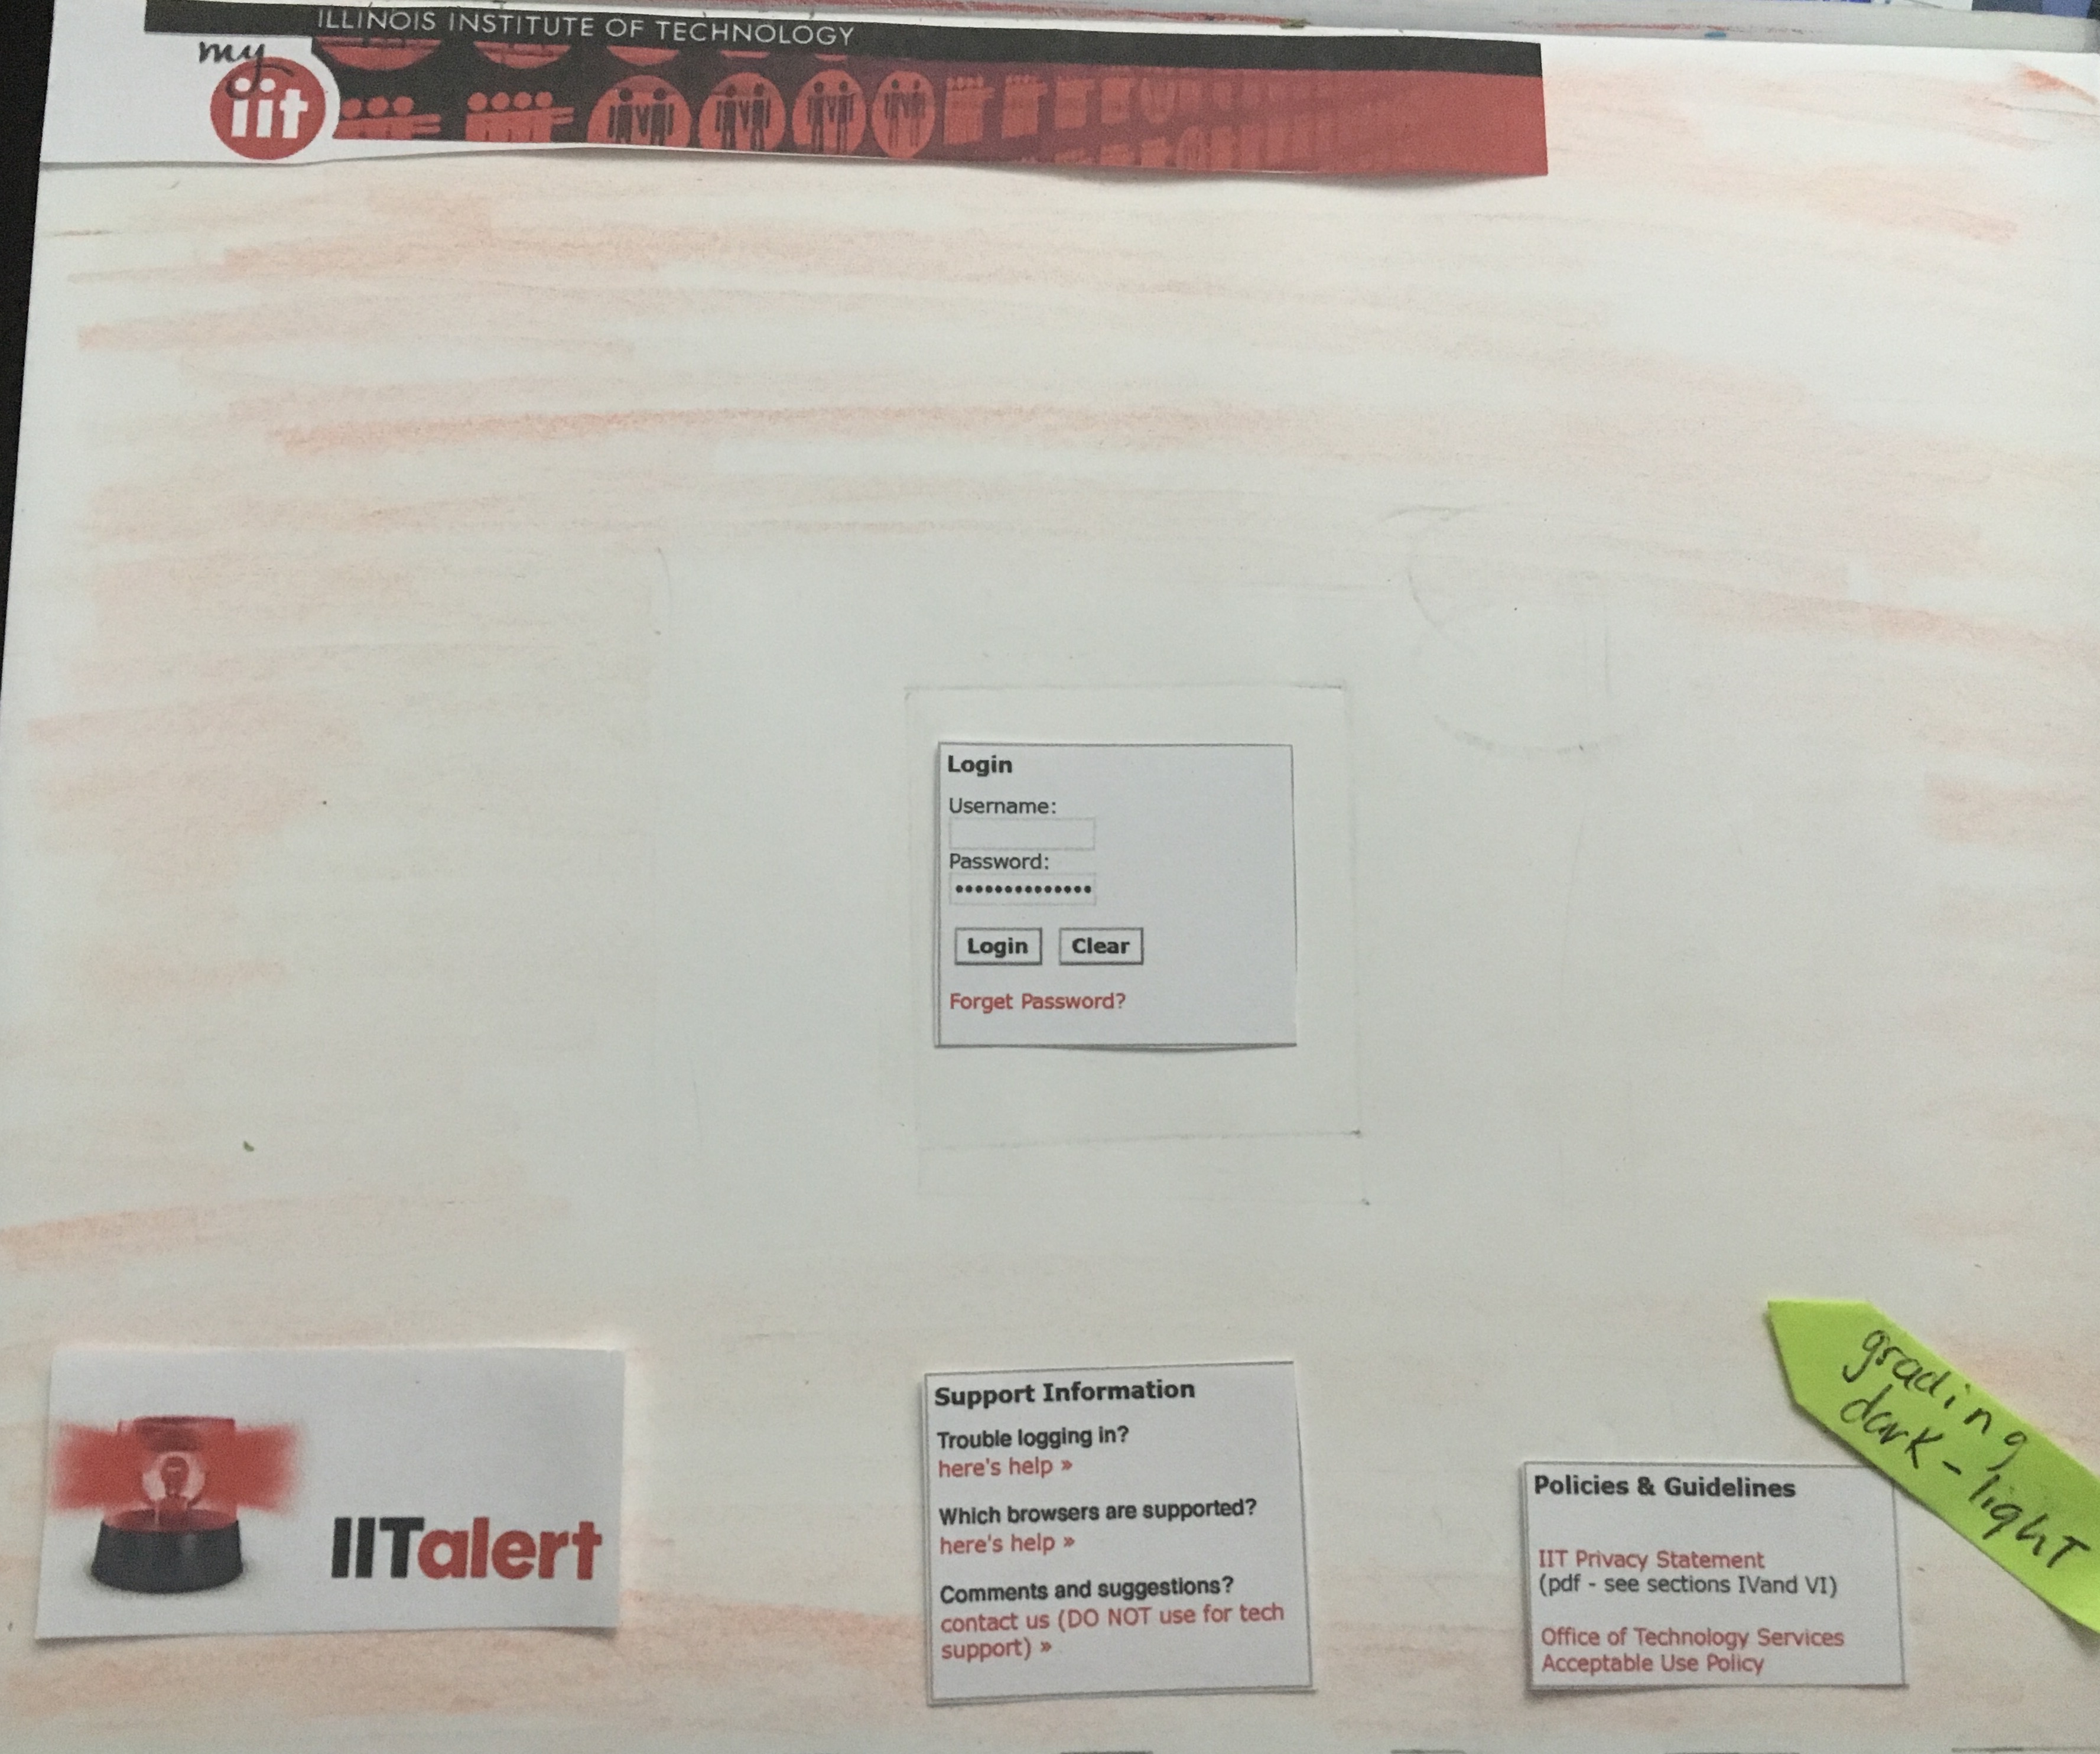 ILLINOIS INSTITUTE OF TECHNOLOGY
my
iit
Login
Username:
Password:
••••••••••••••
Login Clear
Forget Password?
IITalert
Support Information
Trouble logging in?
here's help »
Which browsers are supported?
here's help »
Comments and suggestions?
contact us (DO NOT use for tech
support) »
Policies & Guidelines
IIT Privacy Statement
(pdf - see sections IVand VI)
Office of Technology Services
Acceptable Use Policy
grading
dark-light